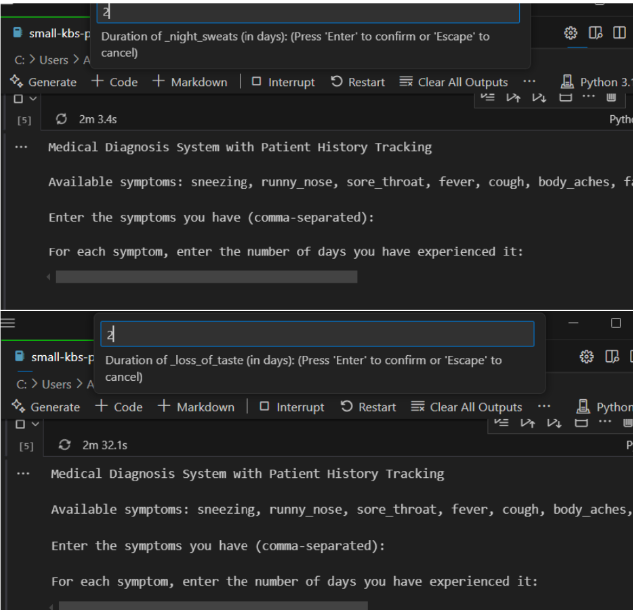 2
Duration of _night_sweats (in days): (Press 'Enter' to confirm or 'Escape' to
cancel)
small-kbs-p
C: > Users > A
Generate + Code + Markdown | Interrupt Restart Clear All Outputs ... Python 3.1
[5] 2m 3.4s Pyth
... Medical Diagnosis System with Patient History Tracking
Available symptoms: sneezing, runny_nose, sore_throat, fever, cough, body_aches, fa
Enter the symptoms you have (comma-separated):
For each symptom, enter the number of days you have experienced it:
2
Duration of _loss_of_taste (in days): (Press 'Enter' to confirm or 'Escape' to
cancel)
small-kbs-p
C: > Users > A
Generate + Code + Markdown | Interrupt Restart Clear All Outputs ... Python
[5] 2m 32.1s P
... Medical Diagnosis System with Patient History Tracking
Available symptoms: sneezing, runny_nose, sore_throat, fever, cough, body_aches,
Enter the symptoms you have (comma-separated):
For each symptom, enter the number of days you have experienced it: